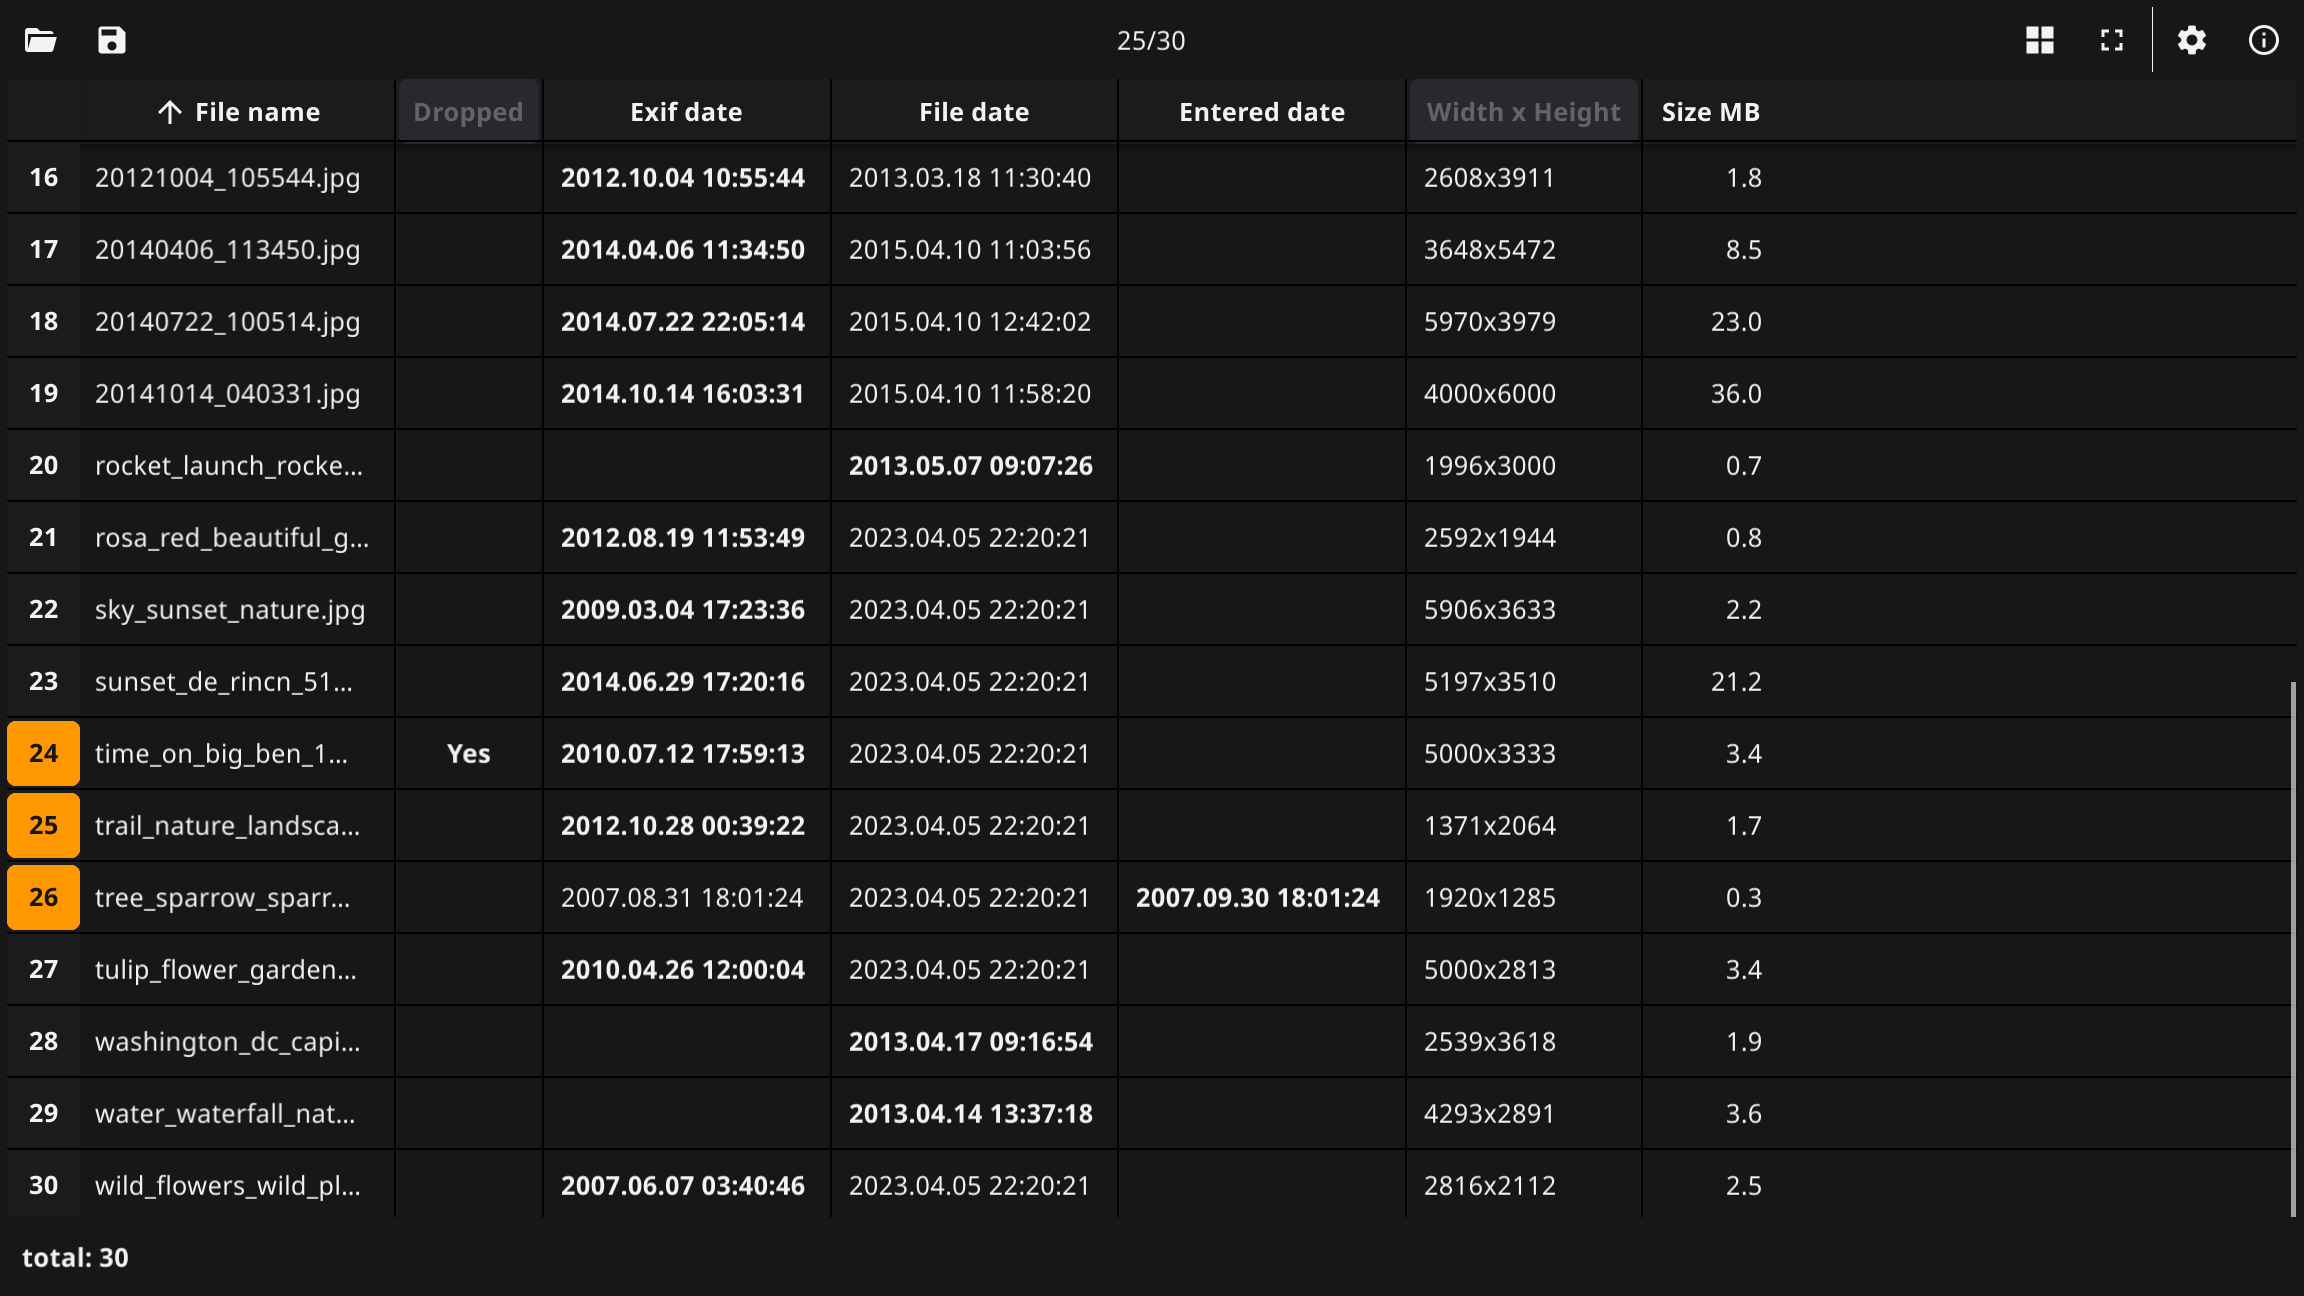 25/30
File name Dropped Exif date File date Entered date Width x Height Size MB
16 20121004_105544.jpg 2012.10.04 10:55:44 2013.03.18 11:30:40 2608x3911 1.8
17 20140406_113450.jpg 2014.04.06 11:34:50 2015.04.10 11:03:56 3648x5472 8.5
18 20140722_100514.jpg 2014.07.22 22:05:14 2015.04.10 12:42:02 5970x3979 23.0
19 20141014_040331.jpg 2014.10.14 16:03:31 2015.04.10 11:58:20 4000x6000 36.0
20 rocket_launch_rocke... 2013.05.07 09:07:26 1996x3000 0.7
21 rosa_red_beautiful_g... 2012.08.19 11:53:49 2023.04.05 22:20:21 2592x1944 0.8
22 sky_sunset_nature.jpg 2009.03.04 17:23:36 2023.04.05 22:20:21 5906x3633 2.2
23 sunset_de_rincn_51... 2014.06.29 17:20:16 2023.04.05 22:20:21 5197x3510 21.2
24 time_on_big_ben_1... Yes 2010.07.12 17:59:13 2023.04.05 22:20:21 5000x3333 3.4
25 trail_nature_landsca... 2012.10.28 00:39:22 2023.04.05 22:20:21 1371x2064 1.7
26 tree_sparrow_sparr... 2007.08.31 18:01:24 2023.04.05 22:20:21 2007.09.30 18:01:24 1920x1285 0.3
27 tulip_flower_garden... 2010.04.26 12:00:04 2023.04.05 22:20:21 5000x2813 3.4
28 washington_dc_capi... 2013.04.17 09:16:54 2539x3618 1.9
29 water_waterfall_nat... 2013.04.14 13:37:18 4293x2891 3.6
30 wild_flowers_wild_pl... 2007.06.07 03:40:46 2023.04.05 22:20:21 2816x2112 2.5
total: 30